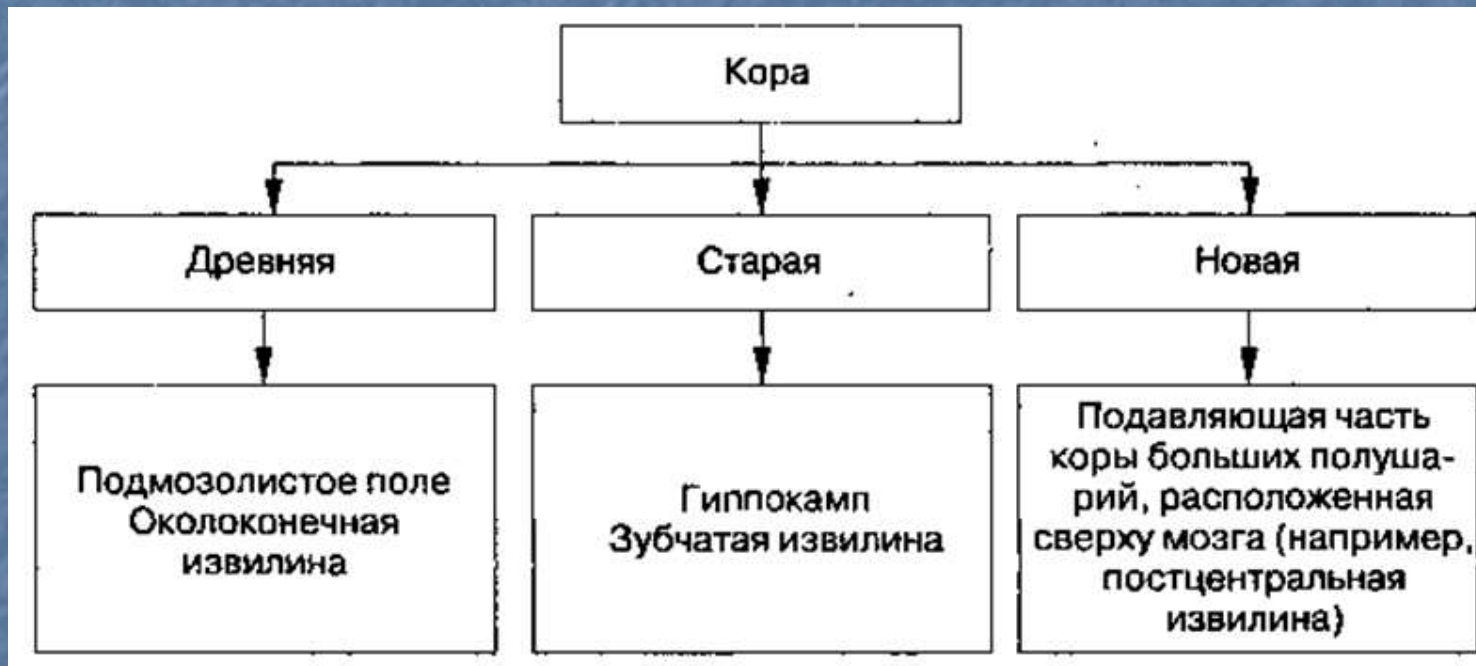 Кора
Древняя
Старая
Новая
Подмозолистое поле
Околоконечная
извилина
Гиппокамп
Зубчатая извилина
Подавляющая часть
коры больших полуша-
рий, расположенная
сверху мозга (например,
постцентральная
извилина)